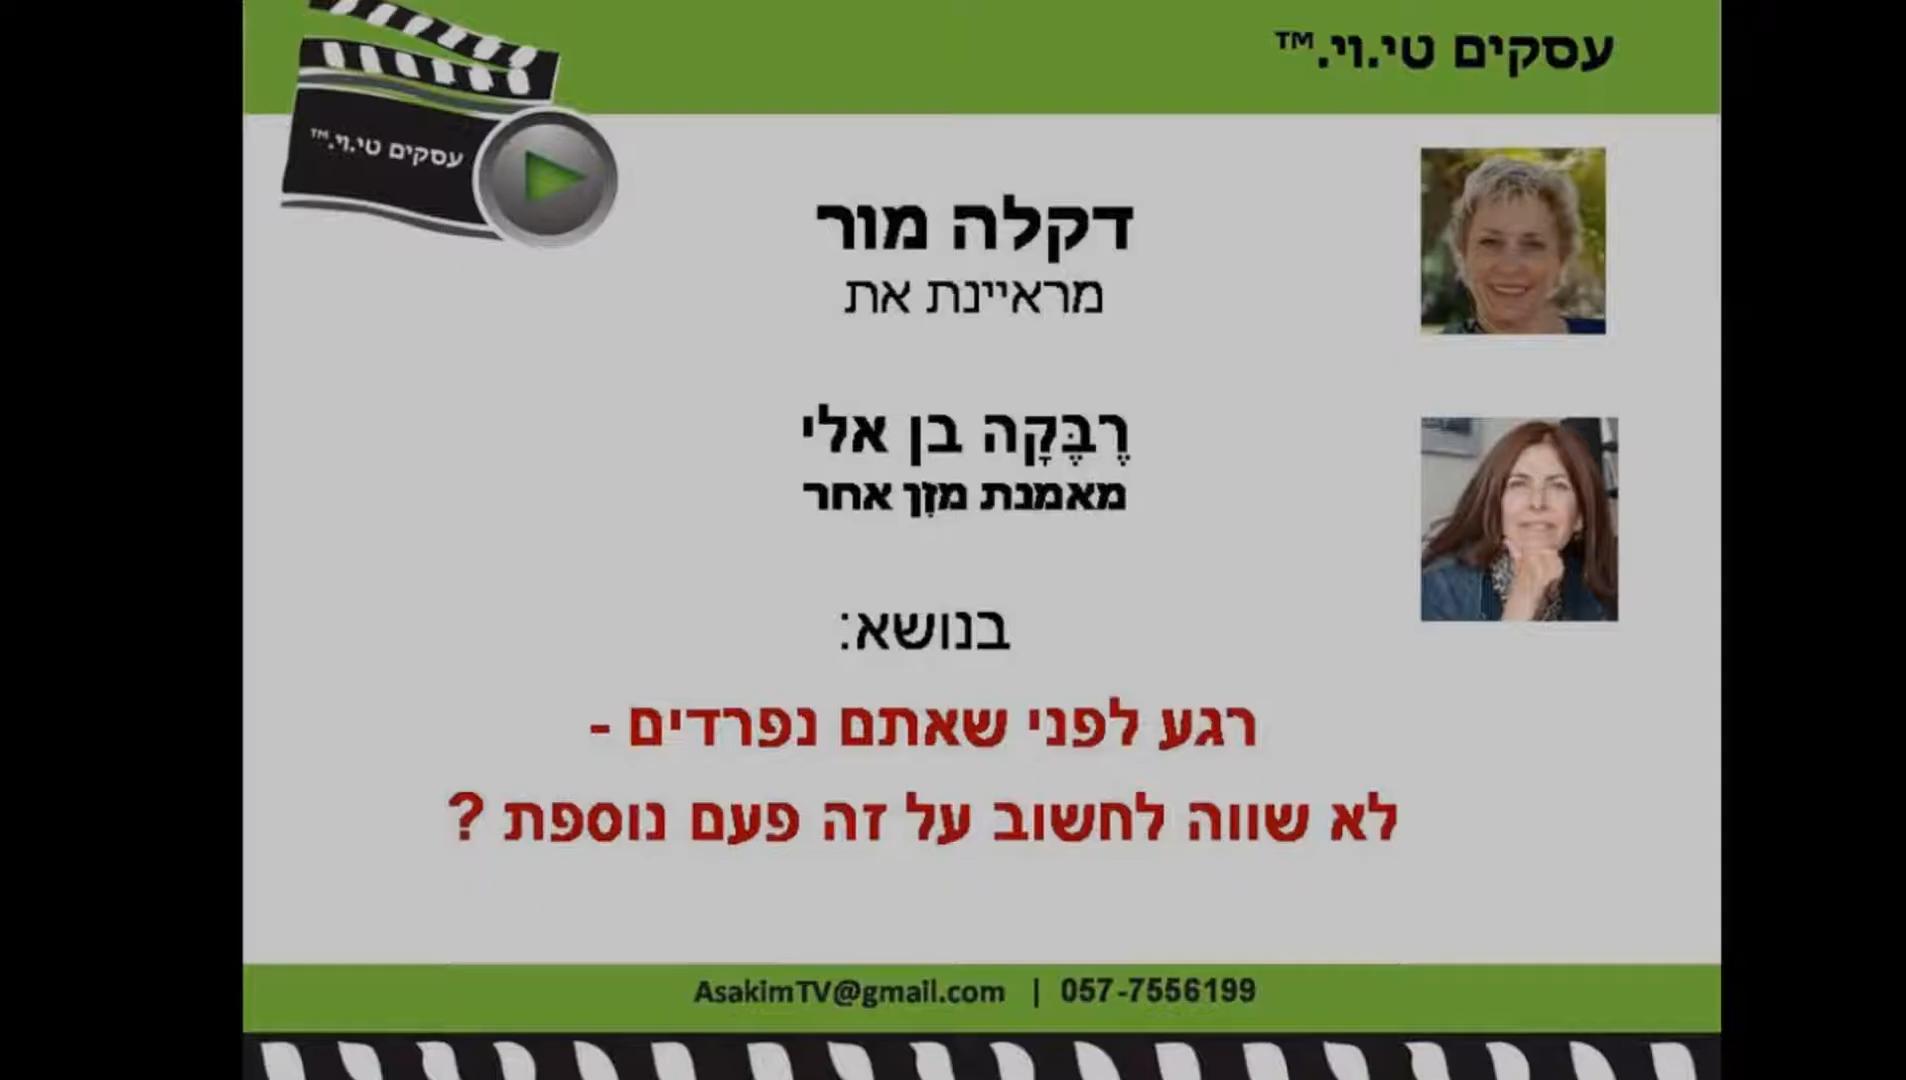 עסקים טי.וי.™
עסקים טי.וי.™
דקלה מור
מראיינת את
רֶבֶּקָה בן אלי
מאמנת מזַן אחר
בנושא:
רגע לפני שאתם נפרדים -
לא שווה לחשוב על זה פעם נוספת ?
AsakimTV@gmail.com | 057-7556199